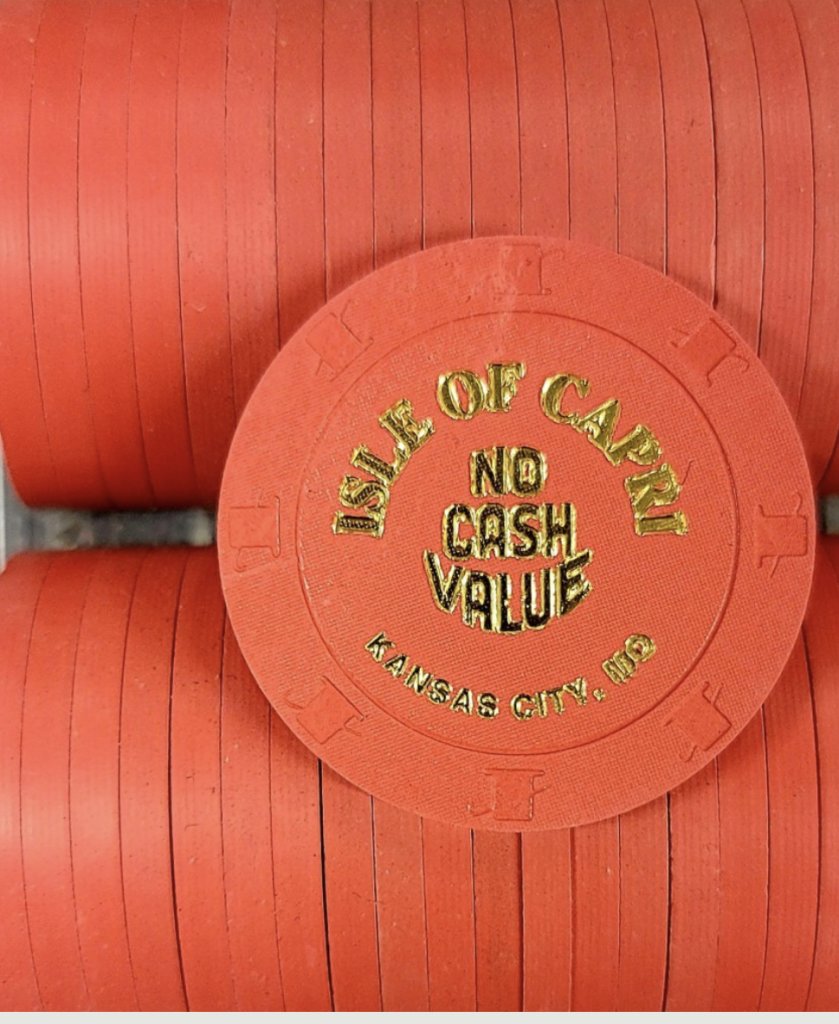 ISLE OF CAPRI
NO
CASH
VALUE
KANSAS CITY, MO